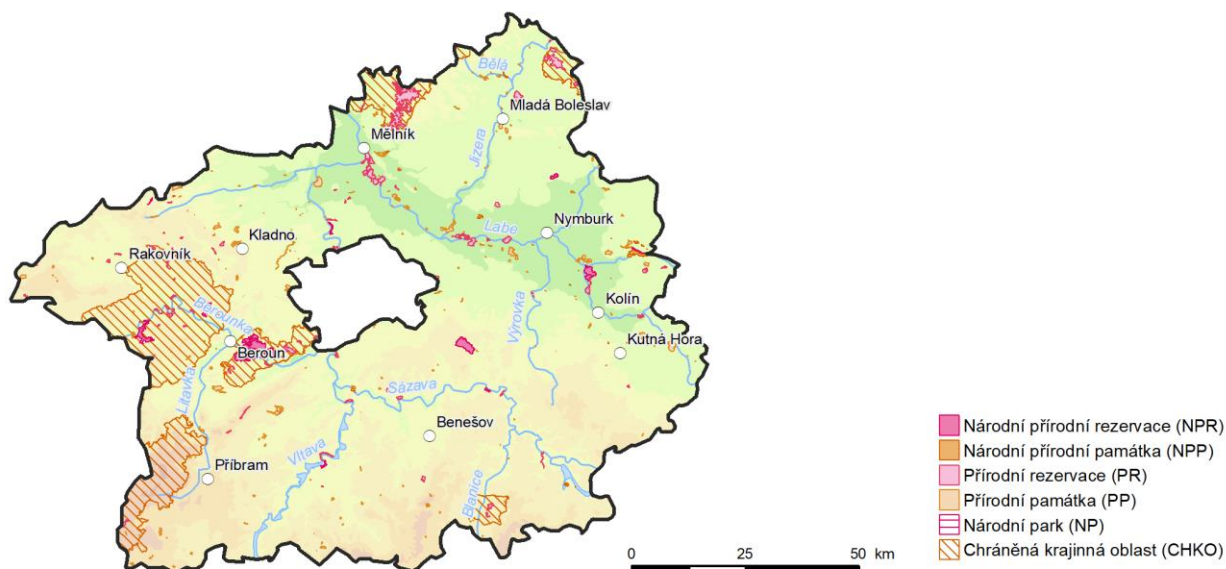 Bělá
Mladá Boleslav
Mělník
Jizera
Nymburk
Labe
Kladno
Rakovník
Kolín
Berounka
Výrovka
Beroun
Kutná Hora
Litavka
Sázava
Benešov
Vltava
Příbram
Blanice
Národní přírodní rezervace (NPR)
Národní přírodní památka (NPP)
Přírodní rezervace (PR)
Přírodní památka (PP)
Národní park (NP)
Chráněná krajinná oblast (CHKO)
0 25 50 km